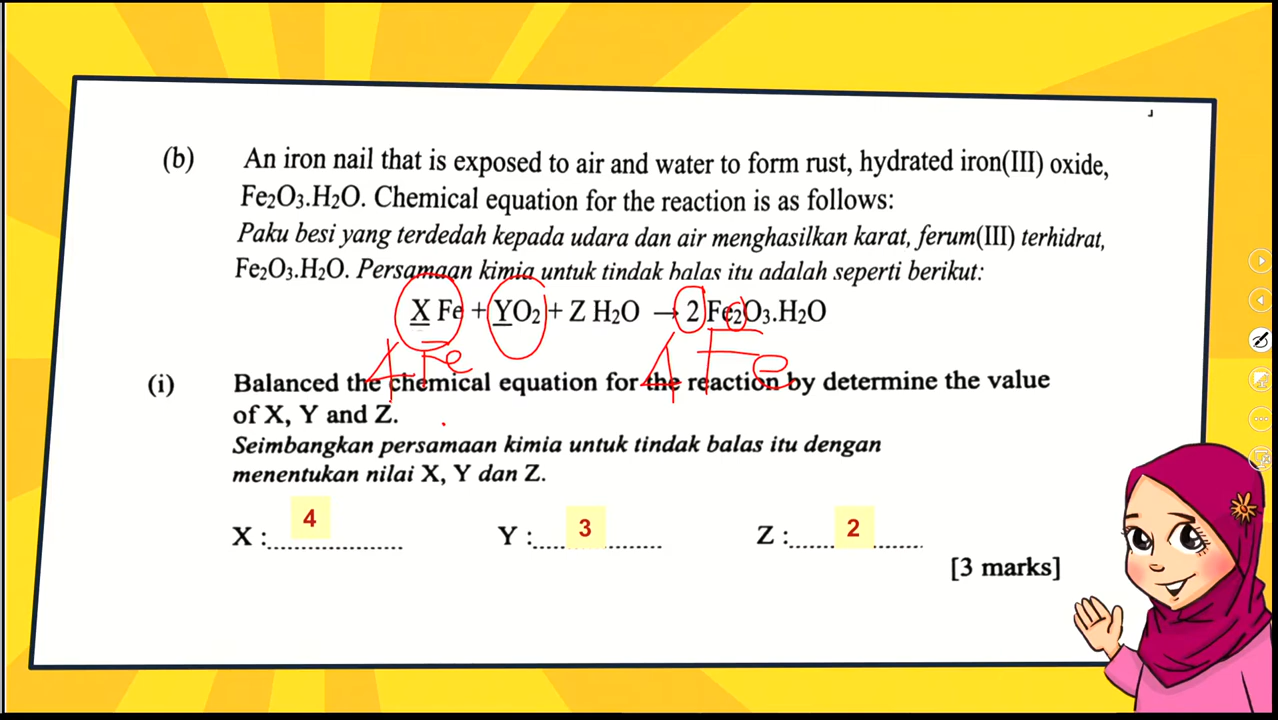 (b) An iron nail that is exposed to air and water to form rust, hydrated iron(III) oxide,
Fe₂O₃.H₂O. Chemical equation for the reaction is as follows:
Paku besi yang terdedah kepada udara dan air menghasilkan karat, ferum(III) terhidrat,
Fe₂O₃.H₂O. Persamaan kimia untuk tindak balas itu adalah seperti berikut:
X Fe + YO₂ + Z H₂O → 2 Fe₂O₃.H₂O
4 Fe 4 Fe
(i) Balanced the chemical equation for the reaction by determine the value
of X, Y and Z.
Seimbangkan persamaan kimia untuk tindak balas itu dengan
menentukan nilai X, Y dan Z.
X : 4 Y : 3 Z : 2
[3 marks]